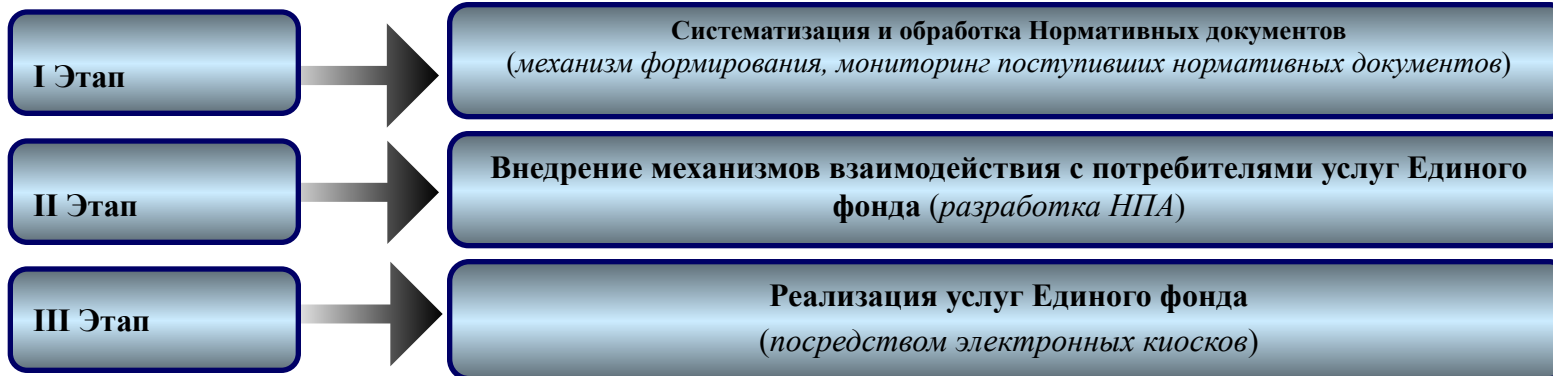 I Этап
Систематизация и обработка Нормативных документов
(механизм формирования, мониторинг поступивших нормативных документов)
II Этап
Внедрение механизмов взаимодействия с потребителями услуг Единого
фонда (разработка НПА)
III Этап
Реализация услуг Единого фонда
(посредством электронных киосков)